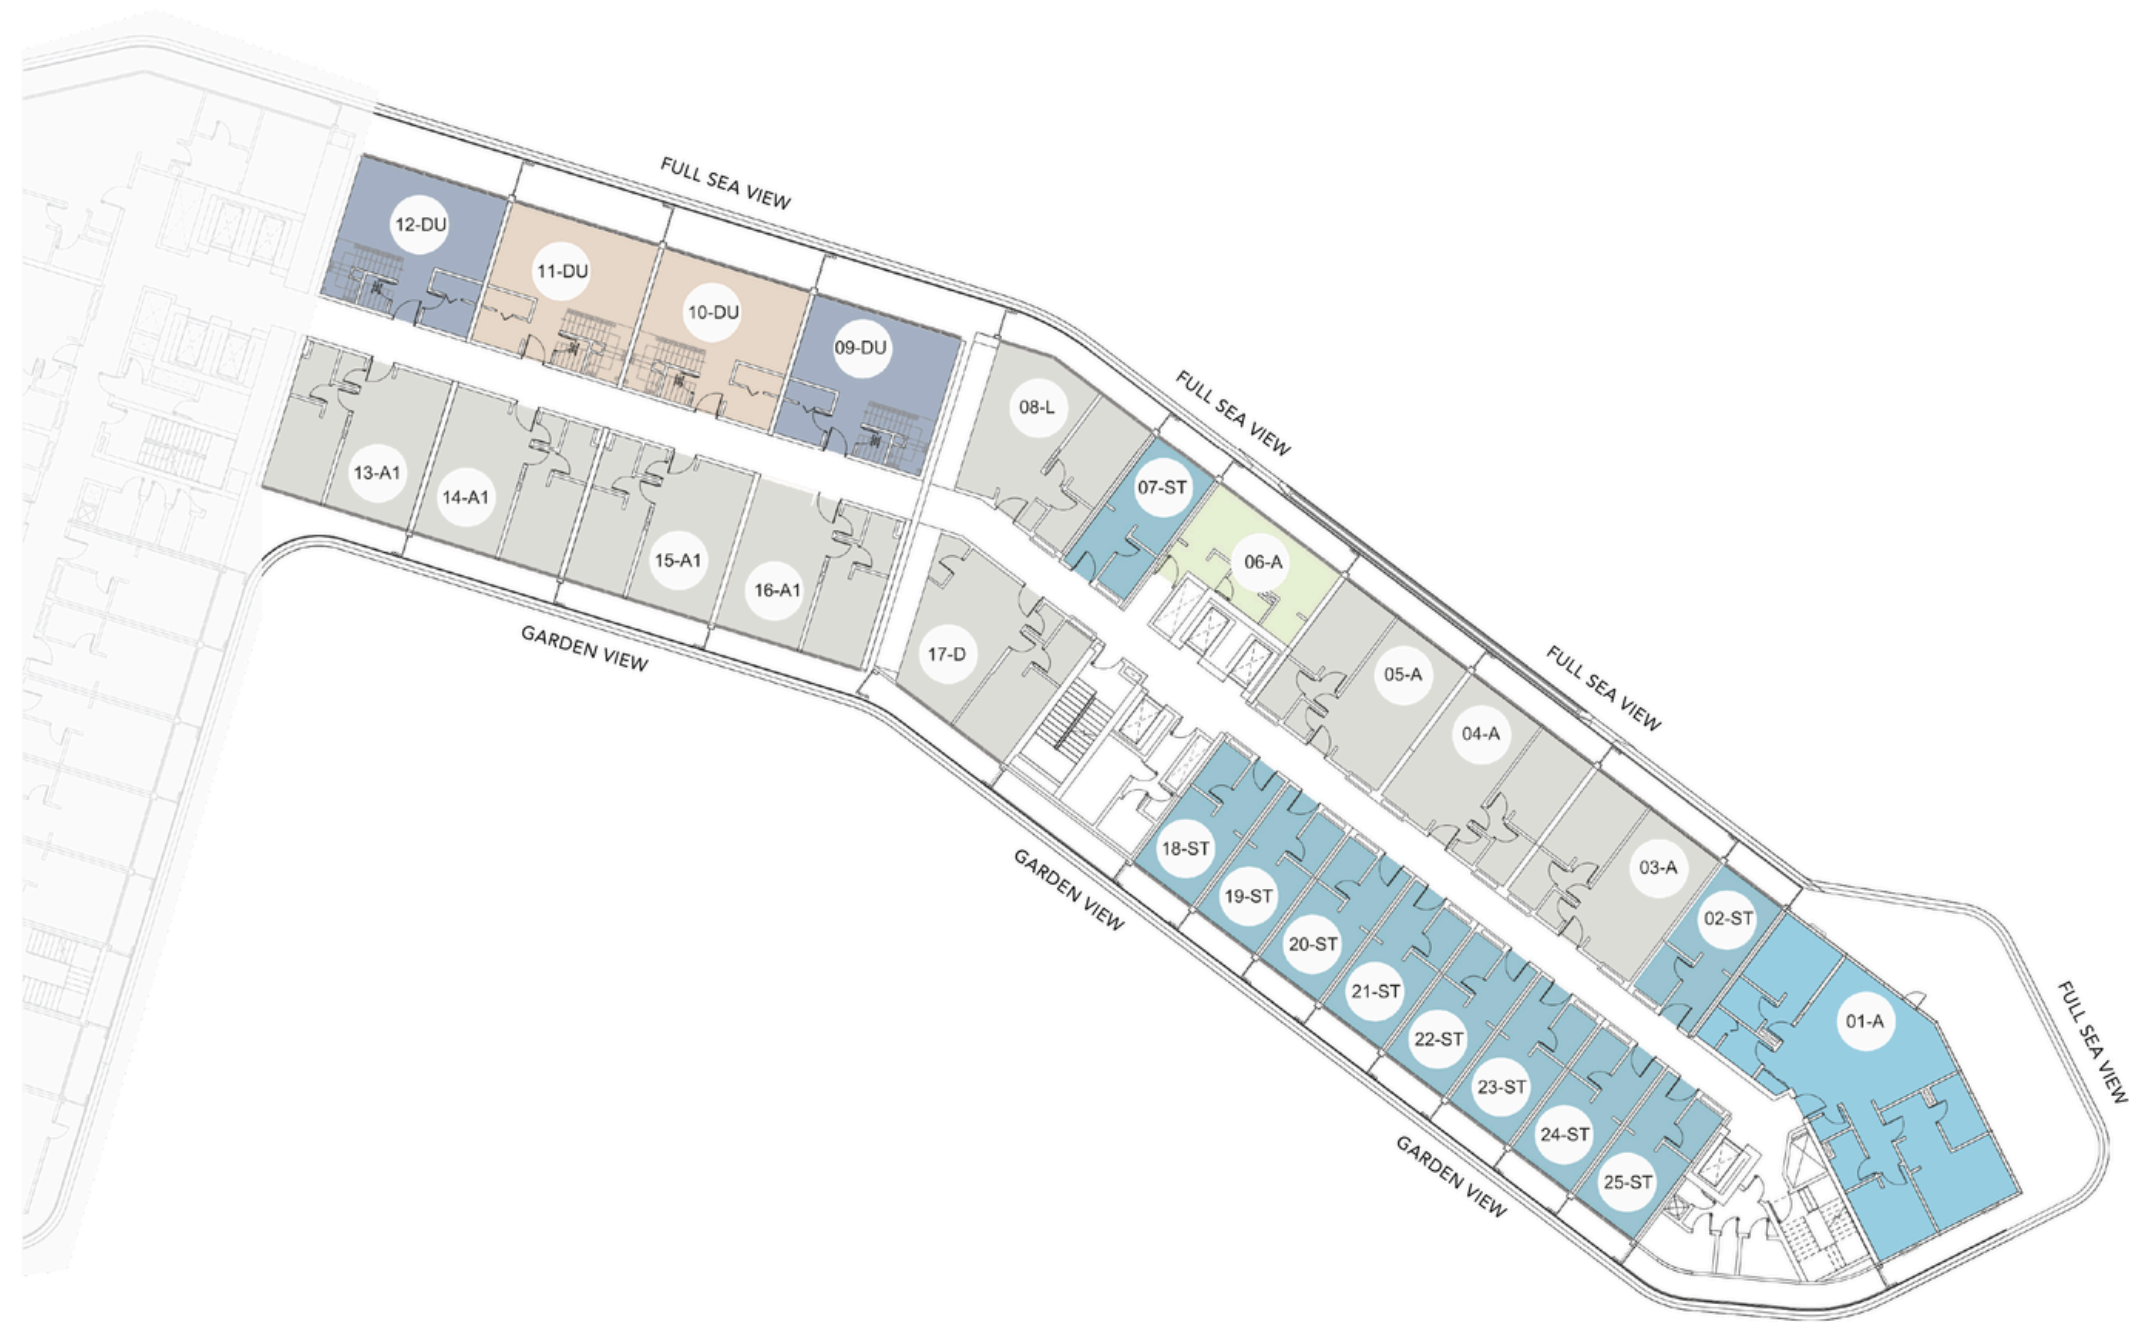 FULL SEA VIEW
12-DU
11-DU
10-DU
09-DU
FULL SEA VIEW
08-L
07-ST
06-A
13-A1
14-A1
15-A1
16-A1
GARDEN VIEW
17-D
05-A
04-A
FULL SEA VIEW
03-A
02-ST
01-A
FULL SEA VIEW
18-ST
19-ST
20-ST
21-ST
22-ST
23-ST
24-ST
25-ST
GARDEN VIEW
GARDEN VIEW